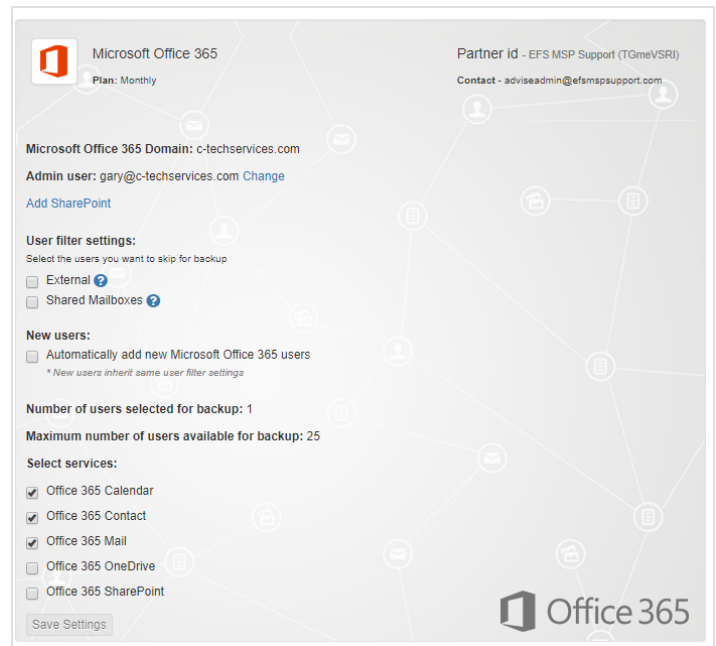 Microsoft Office 365
Plan: Monthly
Partner id - EFS MSP Support (TGmeVSRI)
Contact - adviseadmin@efsmspsupport.com
Microsoft Office 365 Domain: c-techservices.com
Admin user: gary@c-techservices.com Change
Add SharePoint
User filter settings:
Select the users you want to skip for backup
External ?
Shared Mailboxes ?
New users:
Automatically add new Microsoft Office 365 users
* New users inherit same user filter settings
Number of users selected for backup: 1
Maximum number of users available for backup: 25
Select services:
Office 365 Calendar
Office 365 Contact
Office 365 Mail
Office 365 OneDrive
Office 365 SharePoint
Save Settings
Office 365